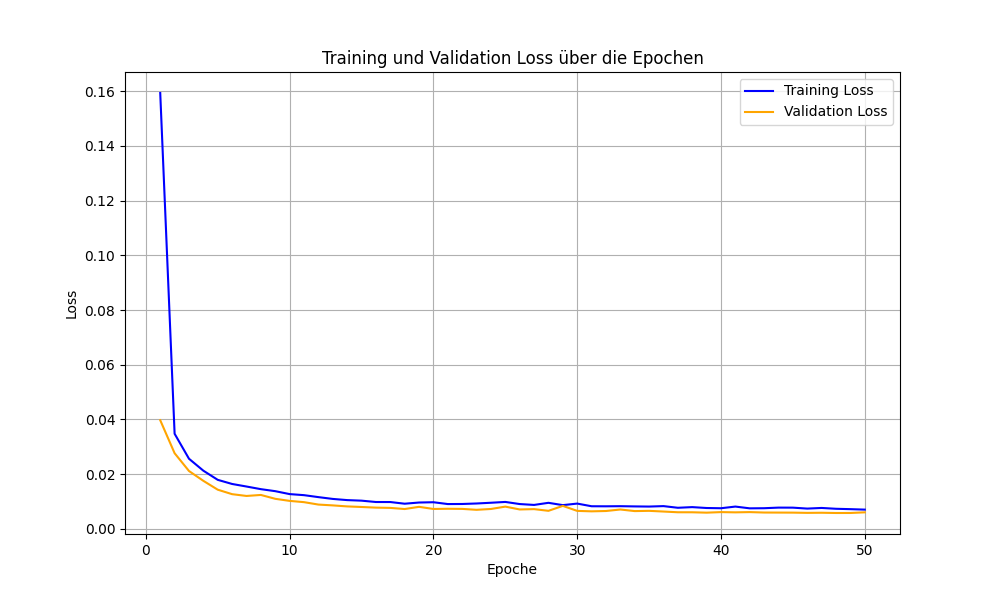 Training und Validation Loss über die Epochen
Training Loss
Validation Loss
Loss
0.16
0.14
0.12
0.10
0.08
0.06
0.04
0.02
0.00
0 10 20 30 40 50
Epoche